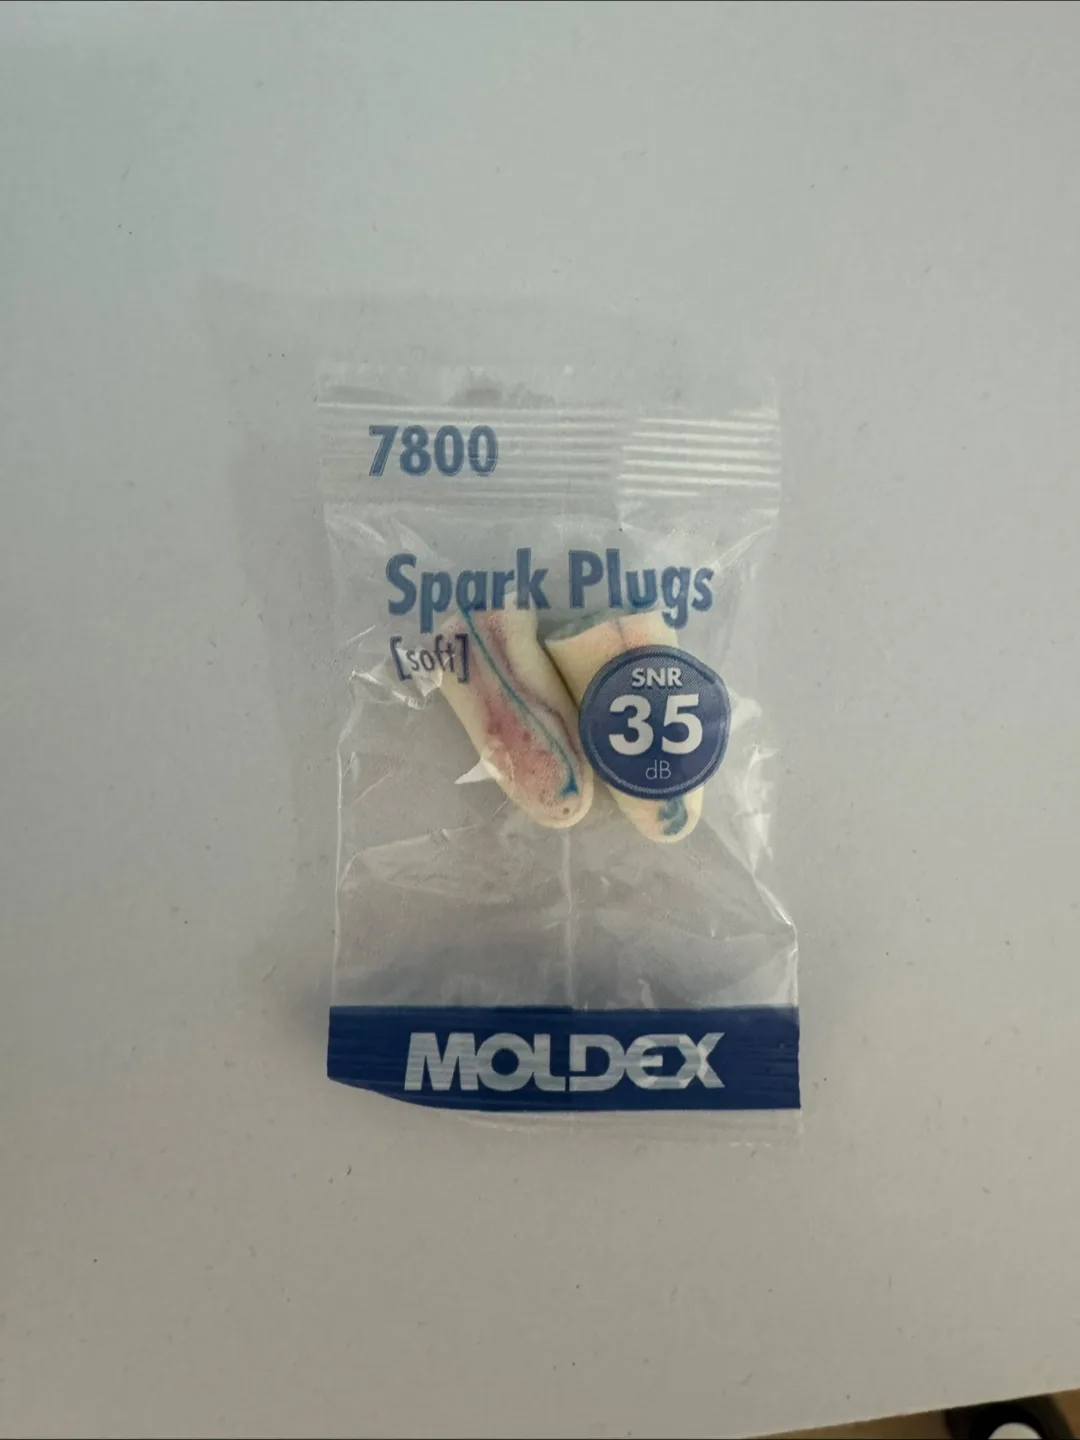 7800
Spark Plugs
[soft]
SNR
35
dB
MOLDEX